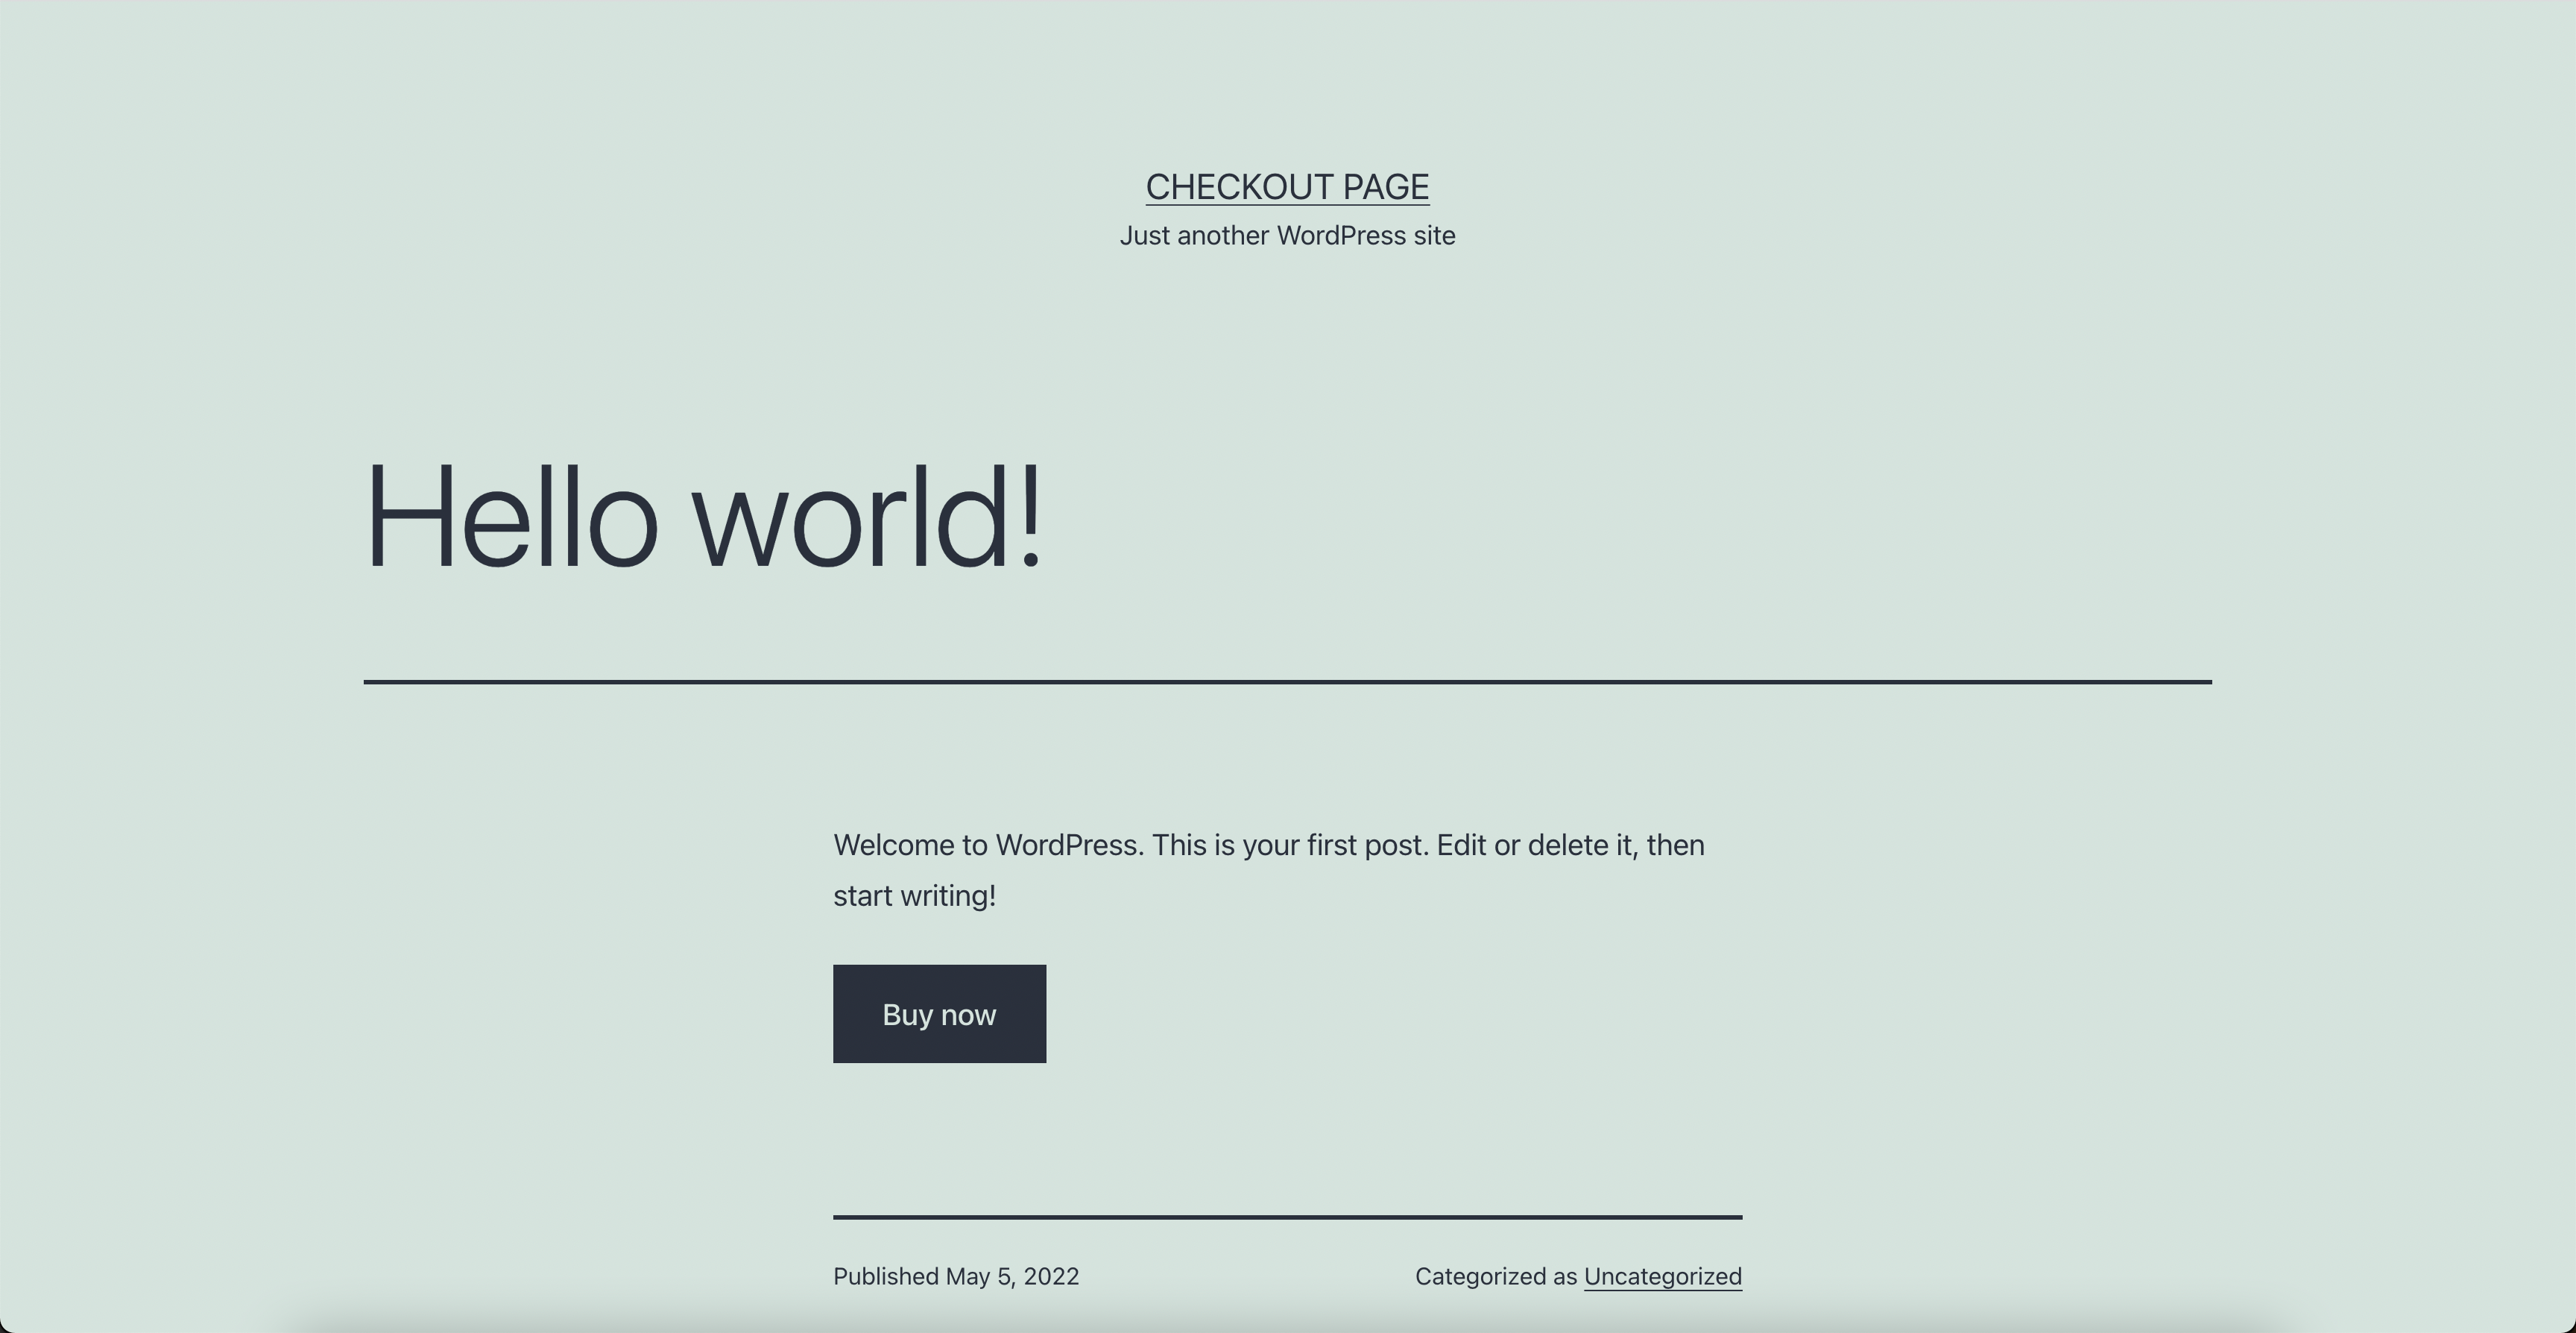 CHECKOUT PAGE
Just another WordPress site
Hello world!
Welcome to WordPress. This is your first post. Edit or delete it, then
start writing!
Buy now
Published May 5, 2022
Categorized as Uncategorized